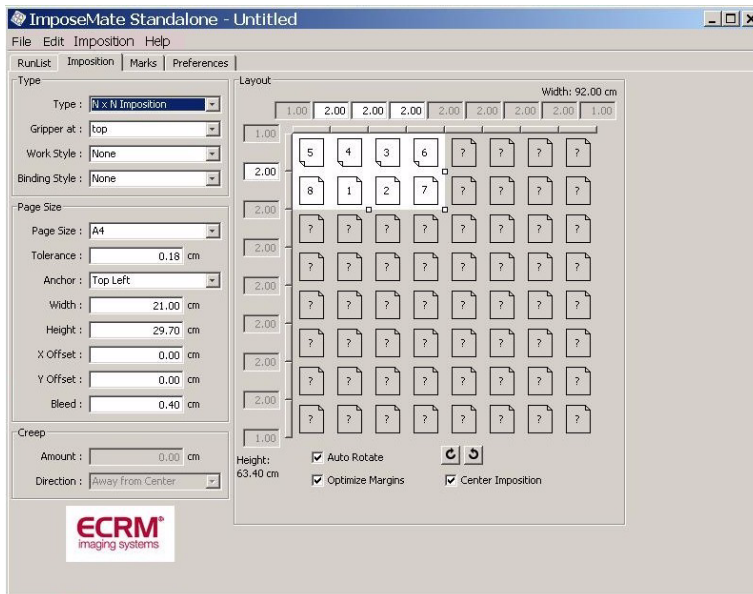 ImposeMate Standalone - Untitled
File Edit Imposition Help
RunList Imposition Marks Preferences
Type
Type : N x N Imposition
Gripper at : top
Work Style : None
Binding Style : None
Page Size
Page Size : A4
Tolerance : 0.18 cm
Anchor : Top Left
Width : 21.00 cm
Height : 29.70 cm
X Offset : 0.00 cm
Y Offset : 0.00 cm
Bleed : 0.40 cm
Creep
Amount : 0.00 cm
Direction : Away from Center
ECRM®
imaging systems
Layout
Width: 92.00 cm
1.00 2.00 2.00 2.00 2.00 2.00 2.00 2.00 1.00
1.00
5 4 3 6 ? ? ? ?
2.00
8 1 2 7 ? ? ? ?
2.00
? ? ? ? ? ? ? ?
2.00
? ? ? ? ? ? ? ?
2.00
? ? ? ? ? ? ? ?
2.00
? ? ? ? ? ? ? ?
2.00
? ? ? ? ? ? ? ?
2.00
? ? ? ? ? ? ? ?
1.00
Height:
63.40 cm
Auto Rotate
Optimize Margins
Center Imposition